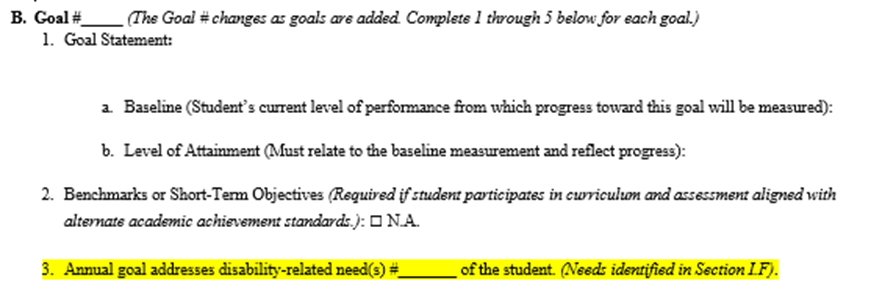 B. Goal #_____ (The Goal # changes as goals are added. Complete 1 through 5 below for each goal.)
1. Goal Statement:
a. Baseline (Student's current level of performance from which progress toward this goal will be measured):
b. Level of Attainment (Must relate to the baseline measurement and reflect progress):
2. Benchmarks or Short-Term Objectives (Required if student participates in curriculum and assessment aligned with
alternate academic achievement standards.): ☐ N.A.
3. Annual goal addresses disability-related need(s) #_______ of the student. (Needs identified in Section I.F).